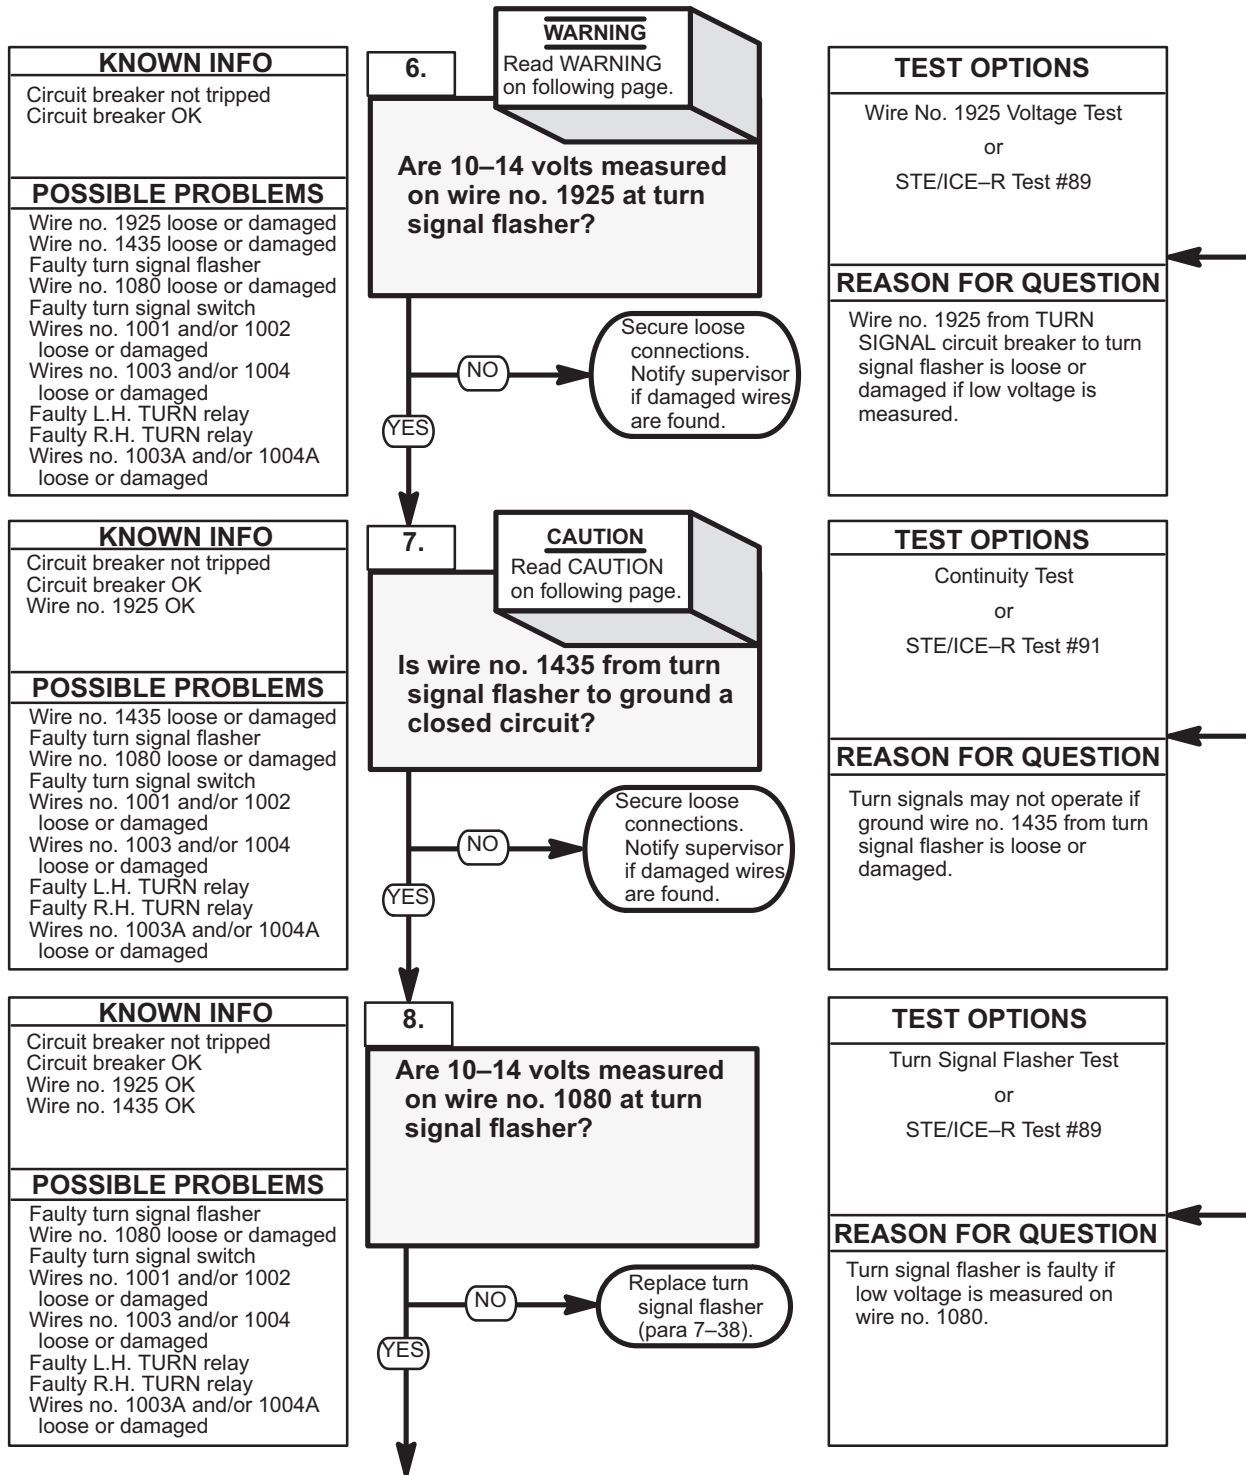 KNOWN INFO
Circuit breaker not tripped
Circuit breaker OK
POSSIBLE PROBLEMS
Wire no. 1925 loose or damaged
Wire no. 1435 loose or damaged
Faulty turn signal flasher
Wire no. 1080 loose or damaged
Faulty turn signal switch
Wires no. 1001 and/or 1002
loose or damaged
Wires no. 1003 and/or 1004
loose or damaged
Faulty L.H. TURN relay
Faulty R.H. TURN relay
Wires no. 1003A and/or 1004A
loose or damaged
6.
WARNING
Read WARNING
on following page.
Are 10–14 volts measured
on wire no. 1925 at turn
signal flasher?
NO
Secure loose
connections.
Notify supervisor
if damaged wires
are found.
YES
TEST OPTIONS
Wire No. 1925 Voltage Test
or
STE/ICE–R Test #89
REASON FOR QUESTION
Wire no. 1925 from TURN
SIGNAL circuit breaker to turn
signal flasher is loose or
damaged if low voltage is
measured.
KNOWN INFO
Circuit breaker not tripped
Circuit breaker OK
Wire no. 1925 OK
POSSIBLE PROBLEMS
Wire no. 1435 loose or damaged
Faulty turn signal flasher
Wire no. 1080 loose or damaged
Faulty turn signal switch
Wires no. 1001 and/or 1002
loose or damaged
Wires no. 1003 and/or 1004
loose or damaged
Faulty L.H. TURN relay
Faulty R.H. TURN relay
Wires no. 1003A and/or 1004A
loose or damaged
7.
CAUTION
Read CAUTION
on following page.
Is wire no. 1435 from turn
signal flasher to ground a
closed circuit?
NO
Secure loose
connections.
Notify supervisor
if damaged wires
are found.
YES
TEST OPTIONS
Continuity Test
or
STE/ICE–R Test #91
REASON FOR QUESTION
Turn signals may not operate if
ground wire no. 1435 from turn
signal flasher is loose or
damaged.
KNOWN INFO
Circuit breaker not tripped
Circuit breaker OK
Wire no. 1925 OK
Wire no. 1435 OK
POSSIBLE PROBLEMS
Faulty turn signal flasher
Wire no. 1080 loose or damaged
Faulty turn signal switch
Wires no. 1001 and/or 1002
loose or damaged
Wires no. 1003 and/or 1004
loose or damaged
Faulty L.H. TURN relay
Faulty R.H. TURN relay
Wires no. 1003A and/or 1004A
loose or damaged
8.
Are 10–14 volts measured
on wire no. 1080 at turn
signal flasher?
NO
Replace turn
signal flasher
(para 7–38).
YES
TEST OPTIONS
Turn Signal Flasher Test
or
STE/ICE–R Test #89
REASON FOR QUESTION
Turn signal flasher is faulty if
low voltage is measured on
wire no. 1080.